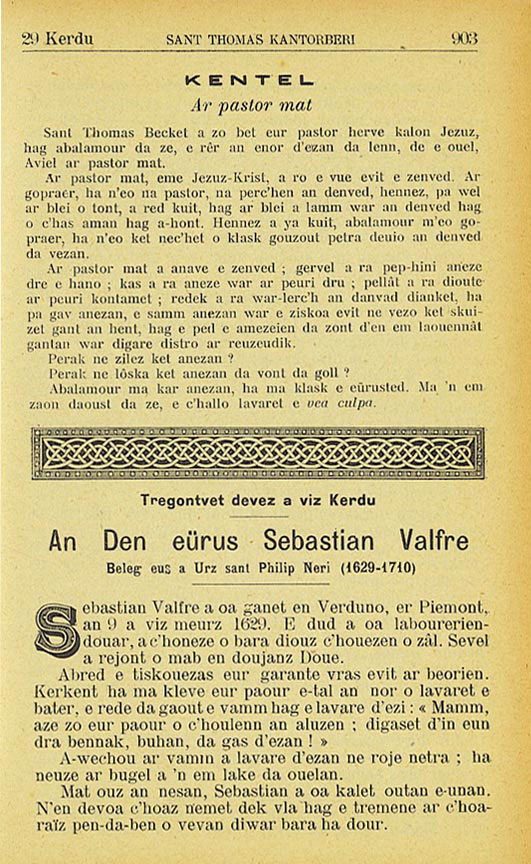 29 Kerdu SANT THOMAS KANTORBERI 903
KENTEL
Ar pastor mat
Sant Thomas Becket a zo bet eur pastor herve kalon Jezuz,
hag abalamour da ze, e rêr an enor d'ezan da lenn, de e ouel,
Aviel ar pastor mat.
Ar pastor mat, eme Jezuz-Krist, a ro e vue evit e zenved. Ar
gopraer, ha n'eo na pastor, na perc'hen an denved, hennez, pa wel
ar blei o tont, a red kuit, hag ar blei a lamm war an denved hag
o c'has aman hag a-hont. Hennez a ya kuit, abalamour m'eo go-
praer, ha n'eo ket nec'het o klask gouzout petra deuio an denved
da vezan.
Ar pastor mat a anave e zenved ; gervel a ra pep-hini aneze
dre e hano ; kas a ra aneze war ar peuri dru ; pellât a ra dioute
ar peuri kontamet ; redek a ra war-lerc'h an danvad dianket, ha
pa gav anezan, e samm anezan war e ziskoa evit ne vezo ket skui-
zet gant an hent, hag e ped e amezeien da zont d'en em laouennât
gantan war digare distro ar reuzeudik.
Perak ne zilez ket anezan ?
Perak ne lôska ket anezan da vont da goll ?
Abalamour ma kar anezan, ha ma klask e eürusted. Ma 'n em
zaon daoust da ze, e c'hallo lavaret e vea culpa.
Tregontvet devez a viz Kerdu
An Den eürus Sebastian Valfre
Beleg eus a Urz sant Philip Neri (1629-1710)
Sebastian Valfre a oa ganet en Verduno, er Piemont,
an 9 a viz meurz 1629. E dud a oa labourerien-
douar, a c'honeze o bara diouz c'houezen o zâl. Sevel
a rejont o mab en doujanz Doue.
Abred e tiskouezas eur garante vras evit ar beorien.
Kerkent ha ma kleve eur paour e-tal an nor o lavaret e
bater, e rede da gaout e vamm hag e lavare d'ezi : « Mamm,
aze zo eur paour o c'houlenn an aluzen ; digaset d'in eun
dra bennak, buhan, da gas d'ezan ! »
A-wechou ar vamm a lavare d'ezan ne roje netra ; ha
neuze ar bugel a 'n em lake da ouelan.
Mat ouz an nesan, Sebastian a oa kalet outan e-unan.
N'en devoa c'hoaz nemet dek vla hag e tremene ar c'hoa-
raïz pen-da-ben o vevan diwar bara ha dour.